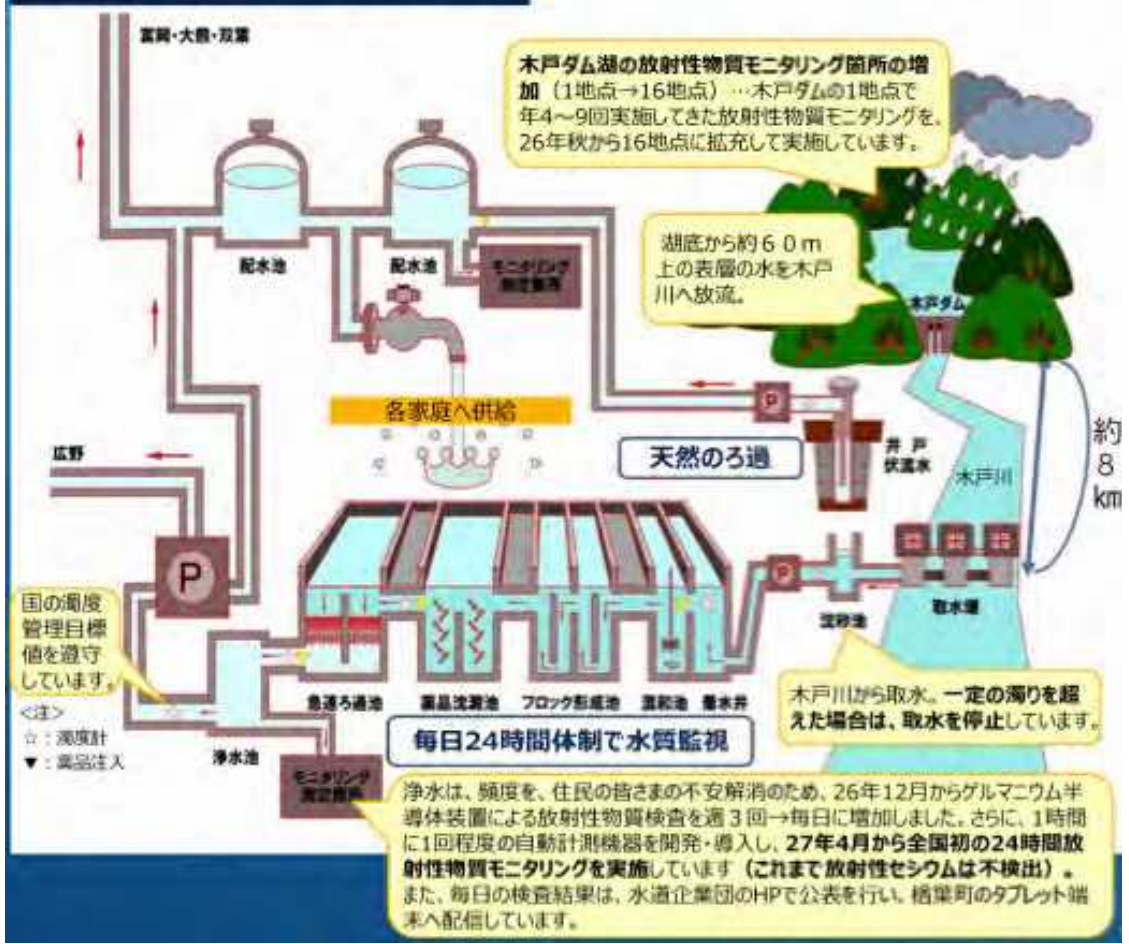 富岡・大熊・双葉
木戸ダム湖の放射性物質モニタリング箇所の増
加（1地点→16地点）…木戸ダムの1地点で
年4～9回実施してきた放射性物質モニタリングを、
26年秋から16地点に拡充して実施しています。
配水池
配水池
モニタリング
測定箇所
湖底から約６０ｍ
上の表層の水を木戸
川へ放流。
木戸ダム
各家庭へ供給
P
天然のろ過
井戸
伏流水
木戸川
約
8
km
広野
P
P
取水堰
沈砂池
国の濁度
管理目標
値を遵守
しています。
<注>
☆：濁度計
▼：薬品注入
急速ろ過池
薬品沈澱池
フロック形成池
混和池
着水井
木戸川から取水。一定の濁りを超
えた場合は、取水を停止しています。
浄水池
毎日24時間体制で水質監視
モニタリング
測定箇所
浄水は、頻度を、住民の皆さまの不安解消のため、26年12月からゲルマニウム半
導体装置による放射性物質検査を週３回→毎日に増加しました。さらに、1時間
に1回程度の自動計測機器を開発・導入し、27年4月から全国初の24時間放
射性物質モニタリングを実施しています（これまで放射性セシウムは不検出）。
また、毎日の検査結果は、水道企業団のHPで公表を行い、楢葉町のタブレット端
末へ配信しています。